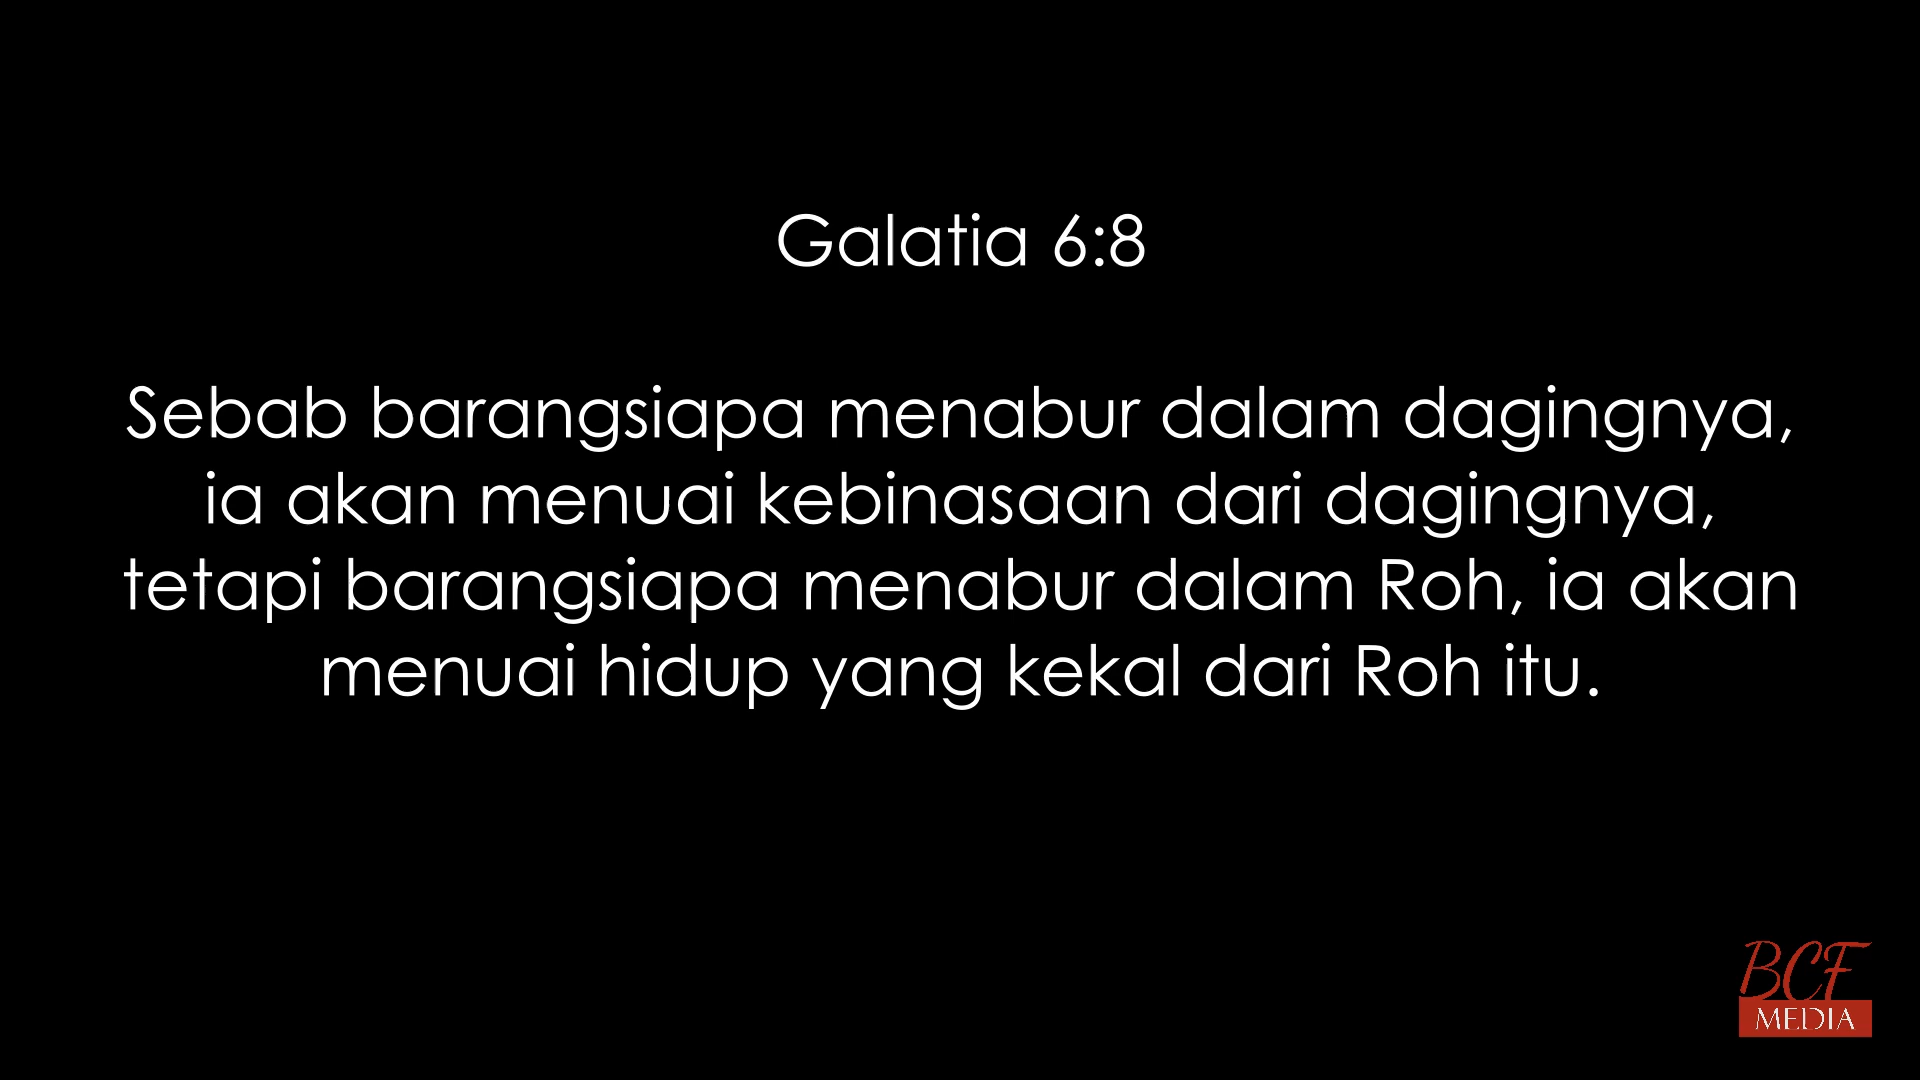 Galatia 6:8
Sebab barangsiapa menabur dalam dagingnya,
ia akan menuai kebinasaan dari dagingnya,
tetapi barangsiapa menabur dalam Roh, ia akan
menuai hidup yang kekal dari Roh itu.
BCF
MEDIA